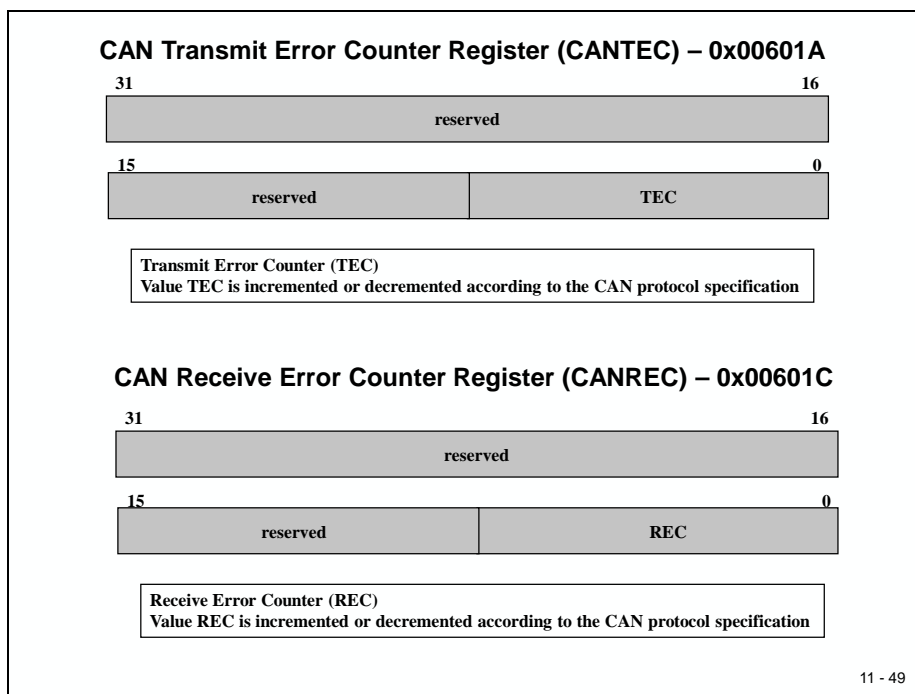 CAN Transmit Error Counter Register (CANTEC) – 0x00601A
31 16
reserved
15 0
reserved TEC
Transmit Error Counter (TEC)
Value TEC is incremented or decremented according to the CAN protocol specification
CAN Receive Error Counter Register (CANREC) – 0x00601C
31 16
reserved
15 0
reserved REC
Receive Error Counter (REC)
Value REC is incremented or decremented according to the CAN protocol specification
11 - 49